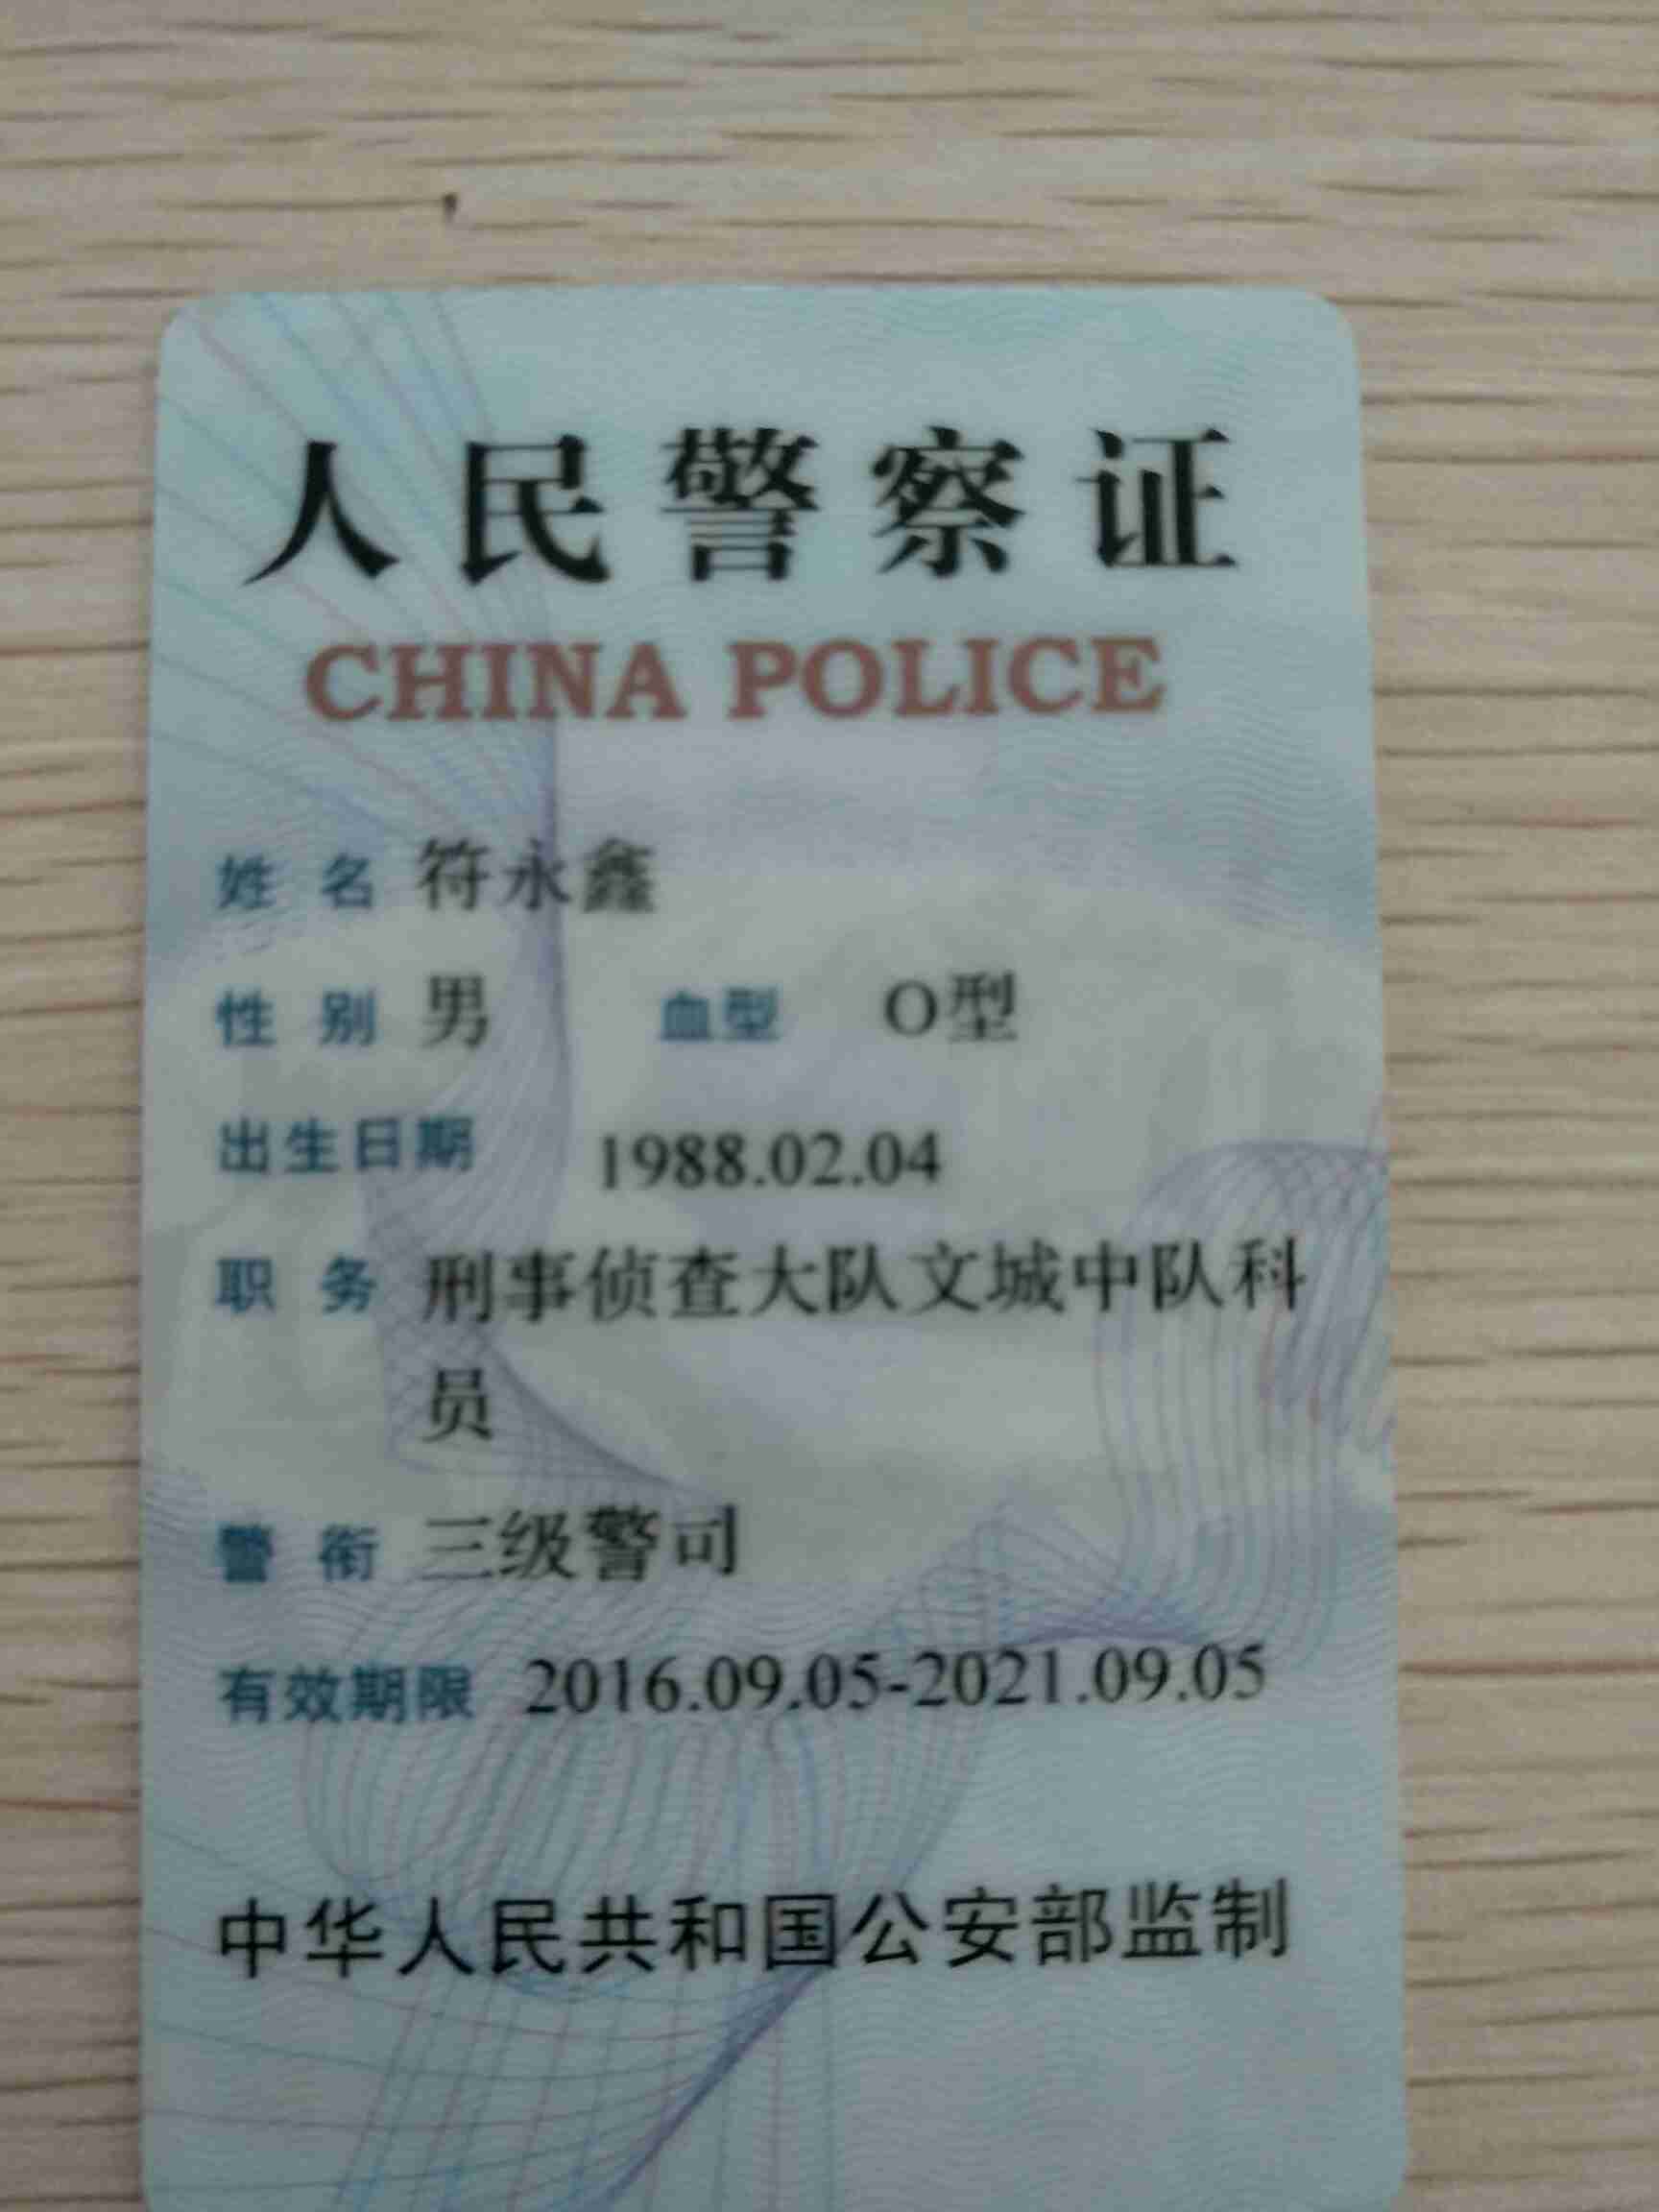 人民警察证
CHINA POLICE
姓 名 符永鑫
性 别 男 血型 O型
出生日期 1988.02.04
职 务 刑事侦查大队文城中队科
员
警 衔 三级警司
有效期限 2016.09.05-2021.09.05
中华人民共和国公安部监制